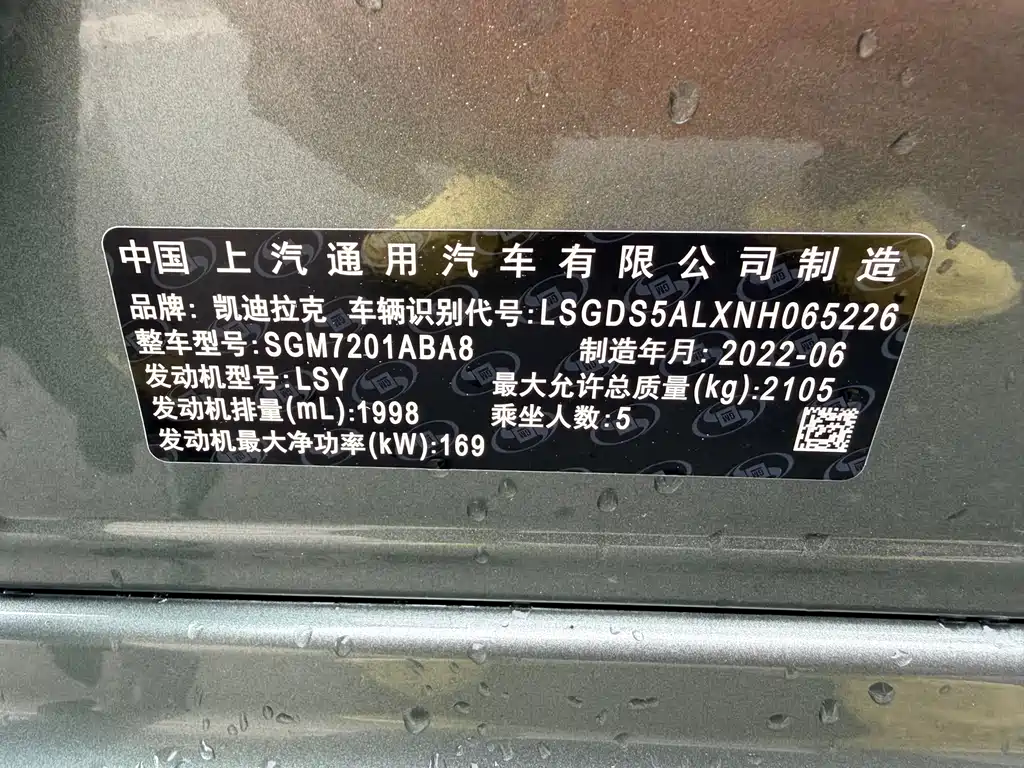 中国上汽通用汽车有限公司制造
品牌: 凯迪拉克 车辆识别代号:LSGDS5ALXNH065226
整车型号:SGM7201ABA8 制造年月: 2022-06
发动机型号:LSY 最大允许总质量(kg):2105
发动机排量(mL):1998 乘坐人数:5
发动机最大净功率(kW):169